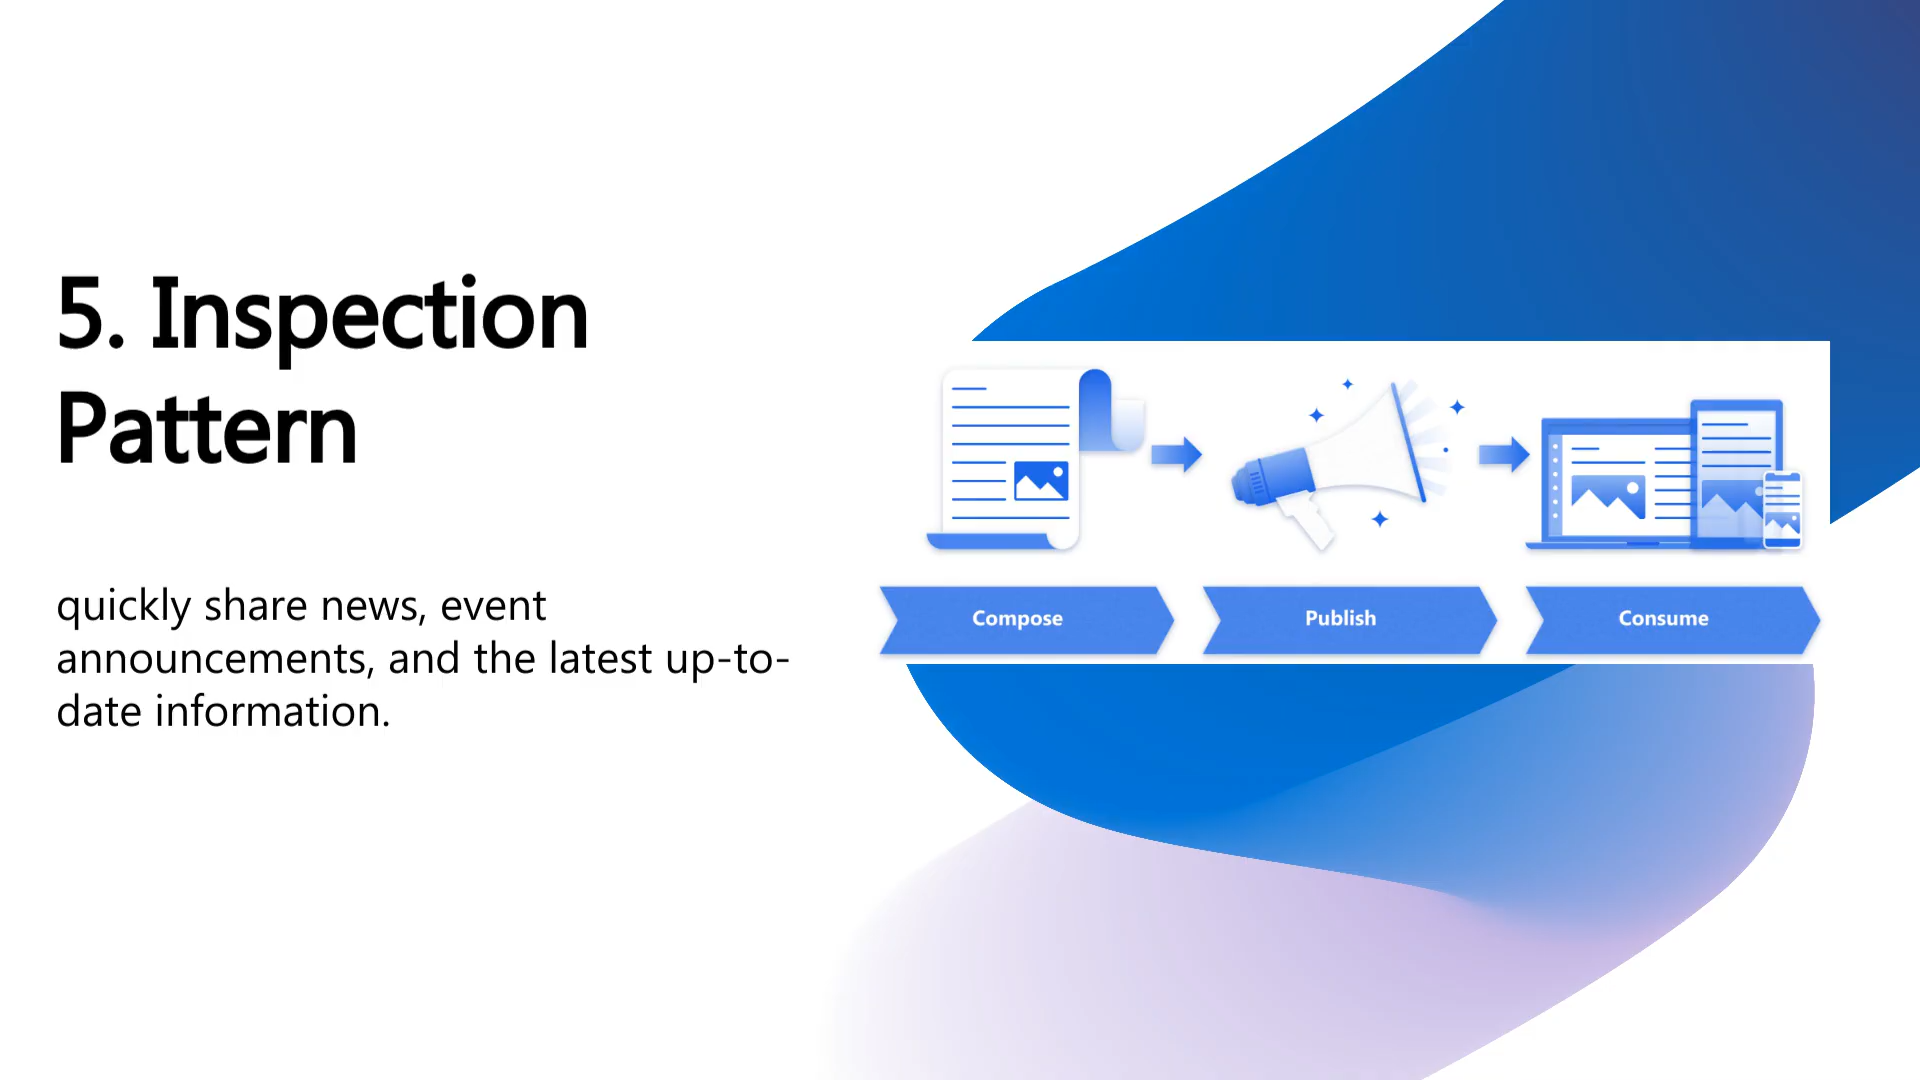 5. Inspection
Pattern
quickly share news, event
announcements, and the latest up-to-
date information.
Compose
Publish
Consume